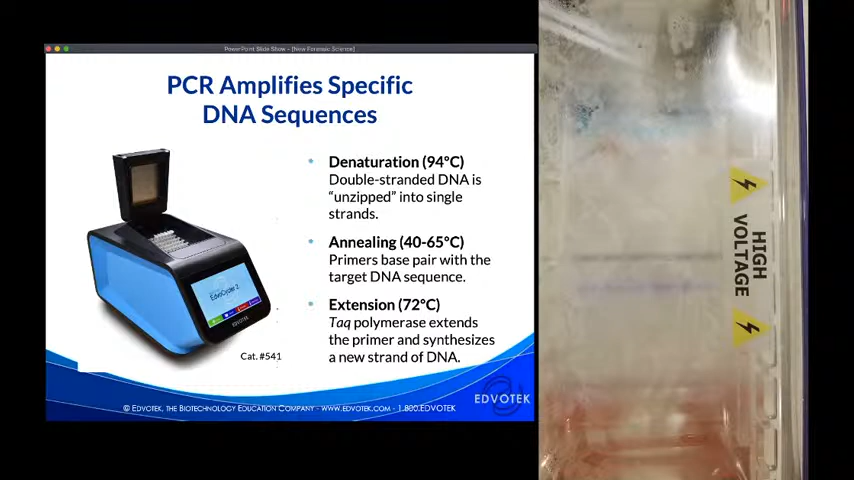 PowerPoint Slide Show - [New Forensic Science]
PCR Amplifies Specific
DNA Sequences
Denaturation (94°C)
Double-stranded DNA is
“unzipped” into single
strands.
Annealing (40-65°C)
Primers base pair with the
target DNA sequence.
Extension (72°C)
Taq polymerase extends
the primer and synthesizes
a new strand of DNA.
EdvoCycler 2
EDVOTEK
Cat. #541
© EDVOTEK, THE BIOTECHNOLOGY EDUCATION COMPANY - WWW.EDVOTEK.COM - 1.800.EDVOTEK
EDVOTEK
HIGH
VOLTAGE